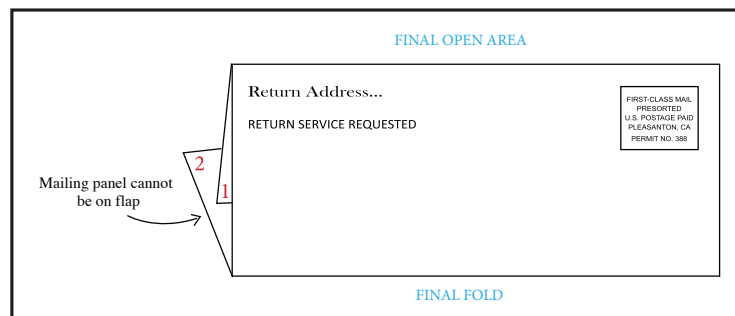 FINAL OPEN AREA
Return Address...
RETURN SERVICE REQUESTED
FIRST-CLASS MAIL
PRESORTED
U.S. POSTAGE PAID
PLEASANTON, CA
PERMIT NO. 388
2
1
Mailing panel cannot
be on flap
FINAL FOLD